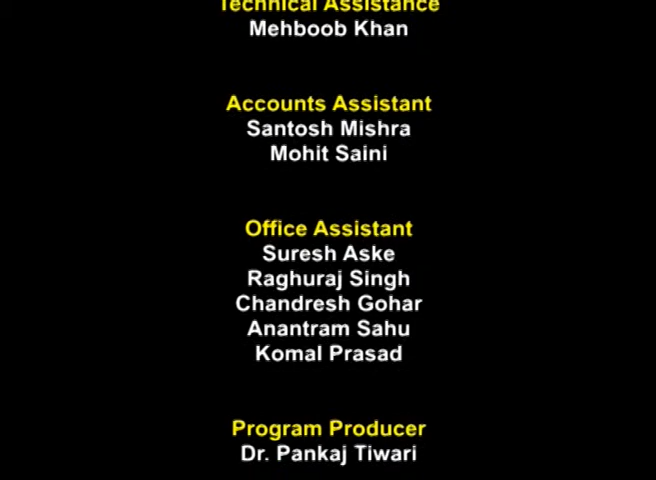 Technical Assistance
Mehboob Khan
Accounts Assistant
Santosh Mishra
Mohit Saini
Office Assistant
Suresh Aske
Raghuraj Singh
Chandresh Gohar
Anantram Sahu
Komal Prasad
Program Producer
Dr. Pankaj Tiwari